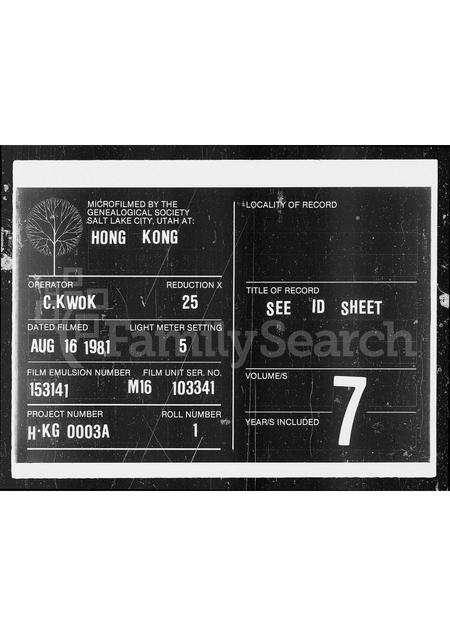 MICROFILMED BY THE
GENEALOGICAL SOCIETY
SALT LAKE CITY, UTAH AT:
HONG KONG
OPERATOR REDUCTION X
C.KWOK 25
DATED FILMED LIGHT METER SETTING
AUG 16 1981 5
FILM EMULSION NUMBER FILM UNIT SER. NO.
153141 M16 103341
PROJECT NUMBER ROLL NUMBER
H·KG 0003A 1
LOCALITY OF RECORD
TITLE OF RECORD
SEE ID SHEET
VOLUME/S
7
YEAR/S INCLUDED
FamilySearch